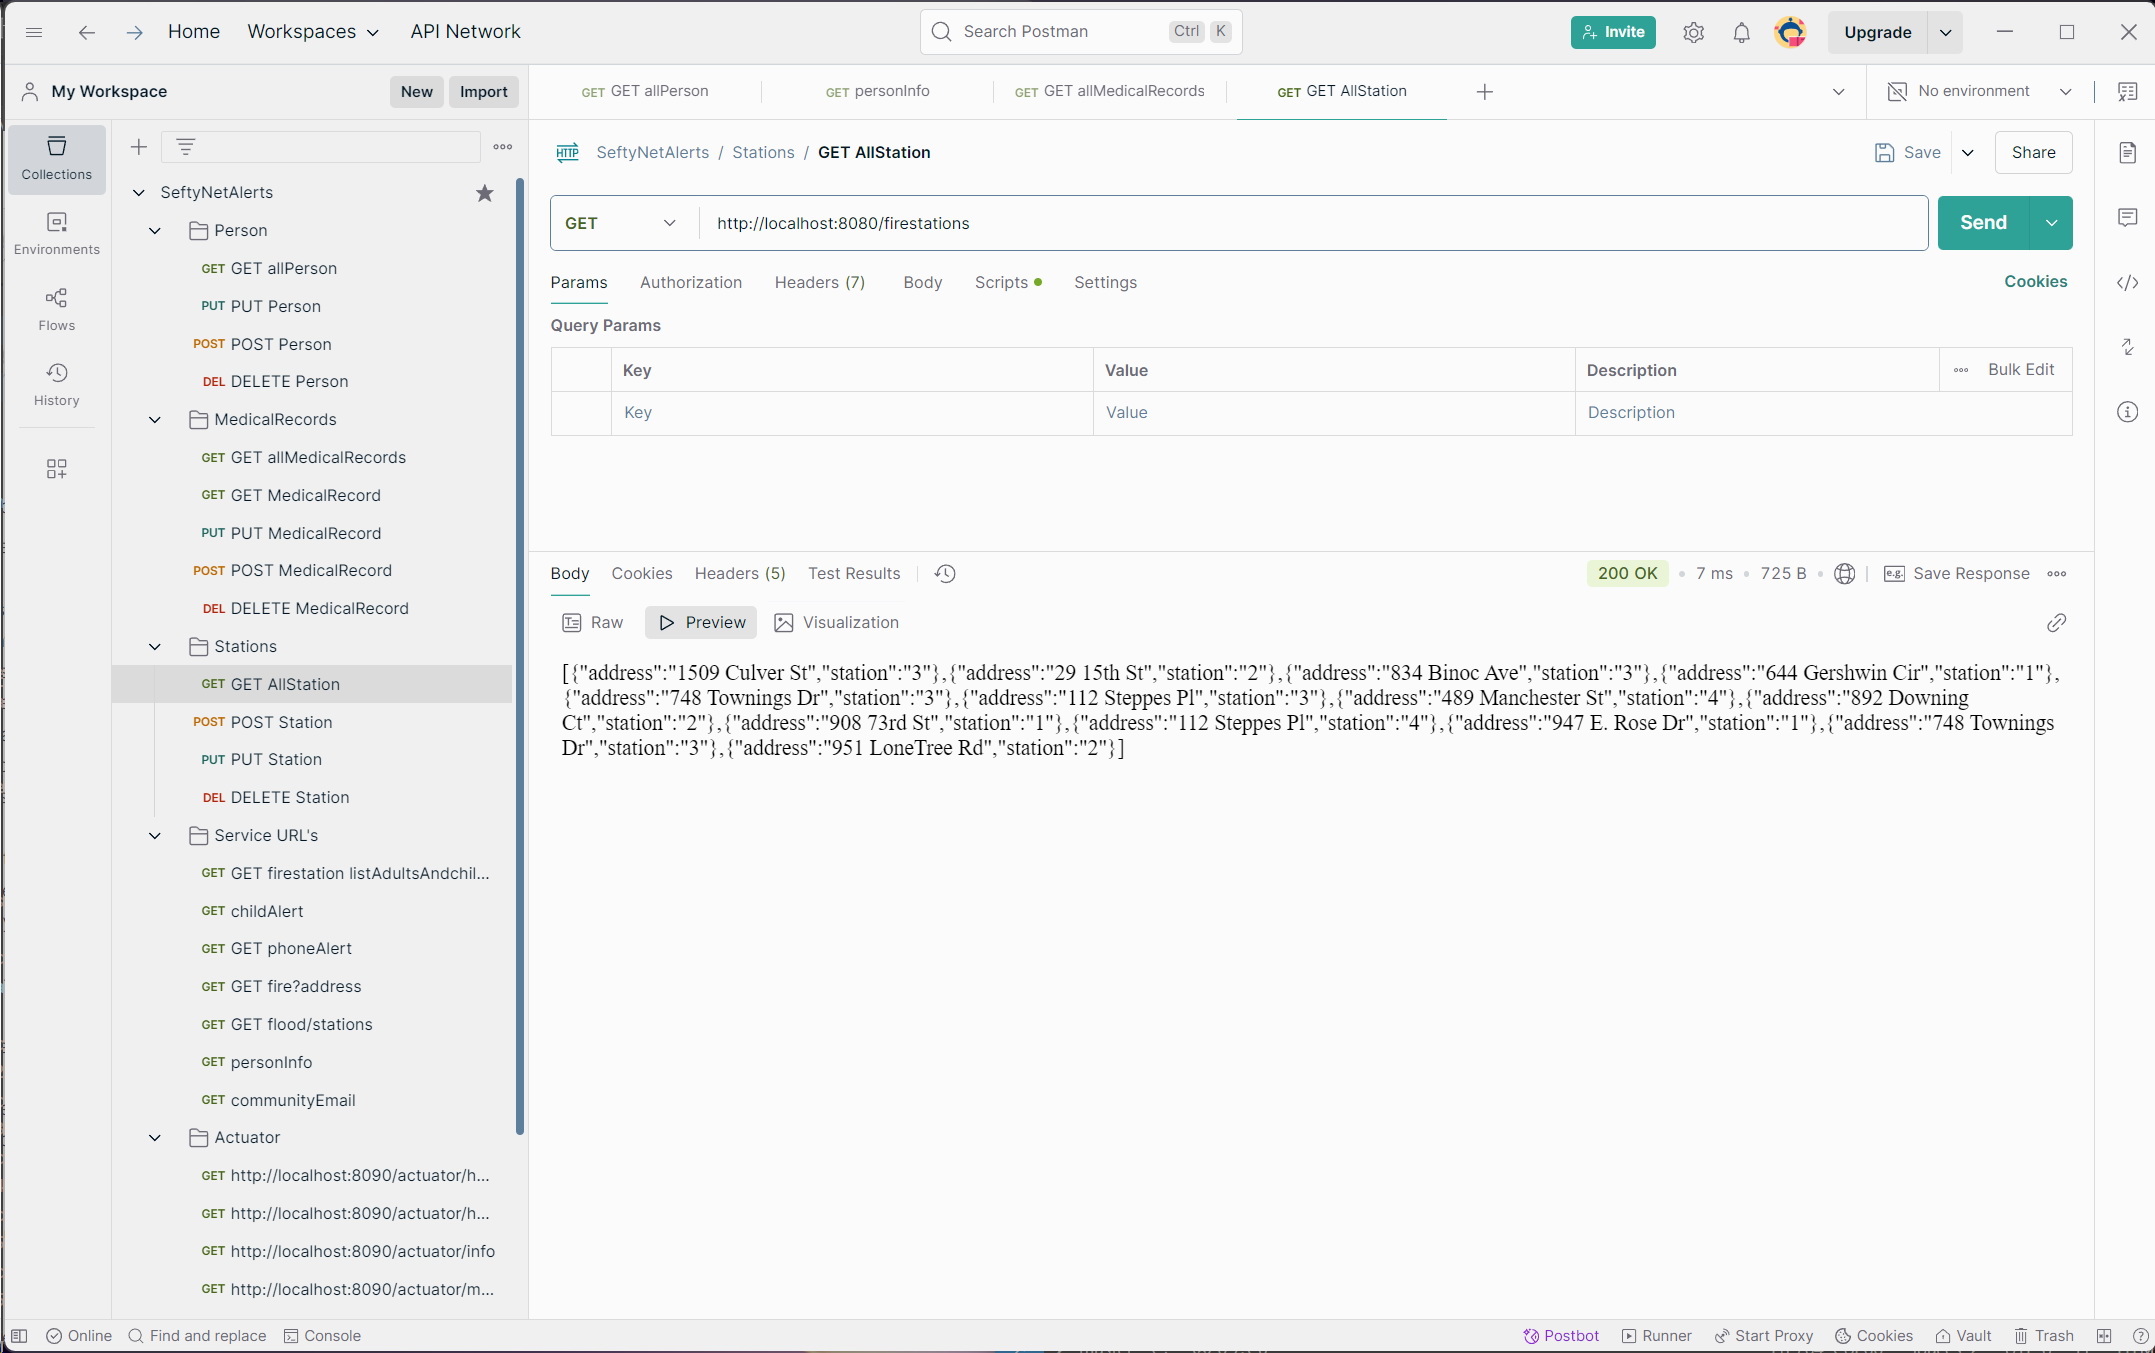 Home Workspaces API Network
Search Postman Ctrl K
Invite Upgrade
My Workspace New Import
GET GET allPerson GET personInfo GET GET allMedicalRecords GET GET AllStation No environment
Collections
Environments
Flows
History
SeftyNetAlerts
Person
GET GET allPerson
PUT PUT Person
POST POST Person
DEL DELETE Person
MedicalRecords
GET GET allMedicalRecords
GET GET MedicalRecord
PUT PUT MedicalRecord
POST POST MedicalRecord
DEL DELETE MedicalRecord
Stations
GET GET AllStation
POST POST Station
PUT PUT Station
DEL DELETE Station
Service URL's
GET GET firestation listAdultsAndchil...
GET childAlert
GET GET phoneAlert
GET GET fire?address
GET GET flood/stations
GET personInfo
GET communityEmail
Actuator
GET http://localhost:8090/actuator/h...
GET http://localhost:8090/actuator/h...
GET http://localhost:8090/actuator/info
GET http://localhost:8090/actuator/m...
HTTP SeftyNetAlerts / Stations / GET AllStation Save Share
GET http://localhost:8080/firestations Send
Params Authorization Headers (7) Body Scripts Settings Cookies
Query Params
Key Value Description Bulk Edit
Key Value Description
Body Cookies Headers (5) Test Results 200 OK 7 ms 725 B e.g. Save Response
Raw Preview Visualization
[{"address":"1509 Culver St","station":"3"},{"address":"29 15th St","station":"2"},{"address":"834 Binoc Ave","station":"3"},{"address":"644 Gershwin Cir","station":"1"},
{"address":"748 Townings Dr","station":"3"},{"address":"112 Steppes Pl","station":"3"},{"address":"489 Manchester St","station":"4"},{"address":"892 Downing
Ct","station":"2"},{"address":"908 73rd St","station":"1"},{"address":"112 Steppes Pl","station":"4"},{"address":"947 E. Rose Dr","station":"1"},{"address":"748 Townings
Dr","station":"3"},{"address":"951 LoneTree Rd","station":"2"}]
Online Find and replace Console Postbot Runner Start Proxy Cookies Vault Trash